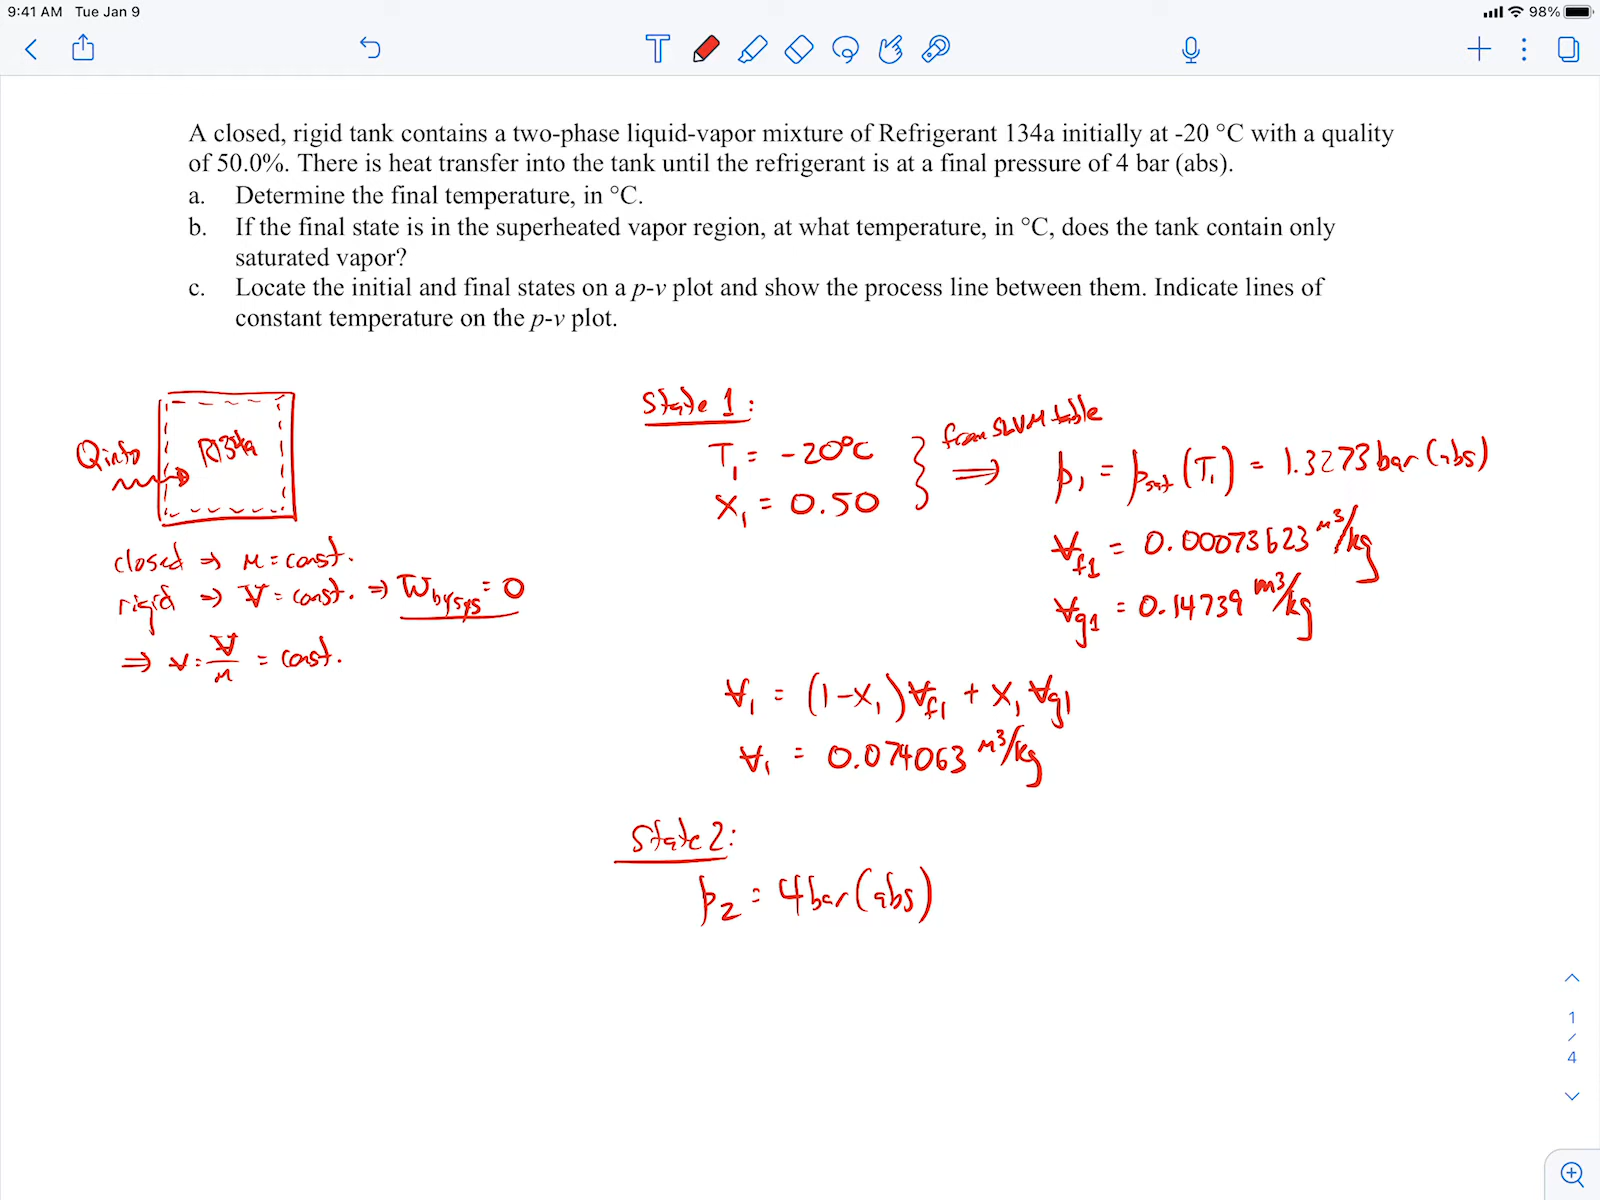 9:41 AM Tue Jan 9
98%
A closed, rigid tank contains a two-phase liquid-vapor mixture of Refrigerant 134a initially at -20 °C with a quality
of 50.0%. There is heat transfer into the tank until the refrigerant is at a final pressure of 4 bar (abs).
a. Determine the final temperature, in °C.
b. If the final state is in the superheated vapor region, at what temperature, in °C, does the tank contain only
saturated vapor?
c. Locate the initial and final states on a p-v plot and show the process line between them. Indicate lines of
constant temperature on the p-v plot.
Qinto
R134a
closed ⇒ M = const.
rigid ⇒ V = const. ⇒ Wbysys = 0
⇒ v = V/M = const.
State 1:
T₁ = -20°C
x₁ = 0.50
from SLVM table
⇒ p₁ = psat(T₁) = 1.3273 bar (abs)
vf1 = 0.00073623 m³/kg
vg1 = 0.14739 m³/kg
v₁ = (1-x₁)vf1 + x₁vg1
v₁ = 0.074063 m³/kg
State 2:
p₂ = 4 bar (abs)
1
/
4